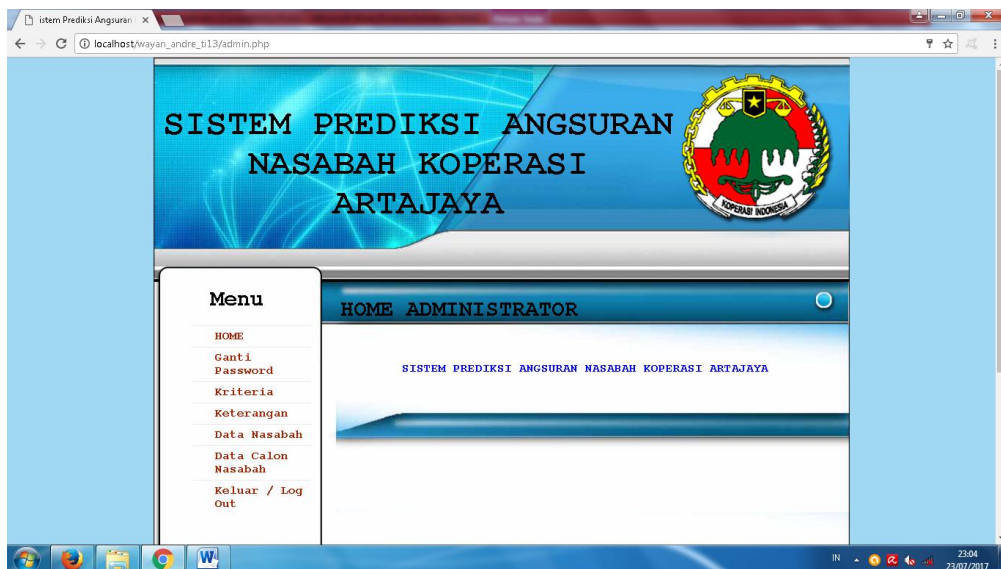 istem Prediksi Angsuran
localhost/wayan_andre_ti13/admin.php
SISTEM PREDIKSI ANGSURAN
NASABAH KOPERASI
ARTAJAYA
KOPERASI INDONESIA
Menu
HOME
Ganti
Password
Kriteria
Keterangan
Data Nasabah
Data Calon
Nasabah
Keluar / Log
Out
HOME ADMINISTRATOR
SISTEM PREDIKSI ANGSURAN NASABAH KOPERASI ARTAJAYA
IN
23:04
23/07/2017